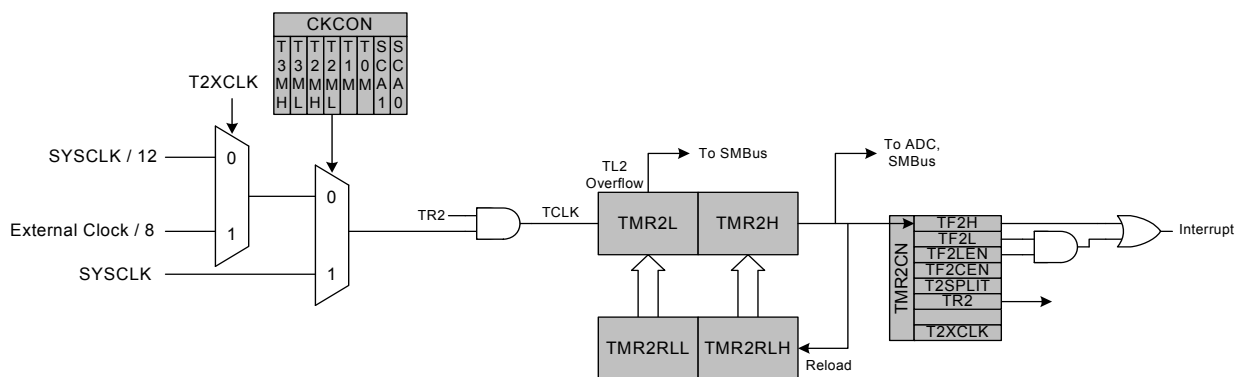 CKCON
T3MH
T3ML
T2MH
T2ML
T1M
T0M
SCA1
SCA0
T2XCLK
SYSCLK / 12
0
External Clock / 8
1
SYSCLK
0
1
TR2
TCLK
TL2
Overflow
To SMBus
To ADC,
SMBus
TMR2L
TMR2H
TMR2RLL
TMR2RLH
Reload
TMR2CN
TF2H
TF2L
TF2LEN
TF2CEN
T2SPLIT
TR2
T2XCLK
Interrupt